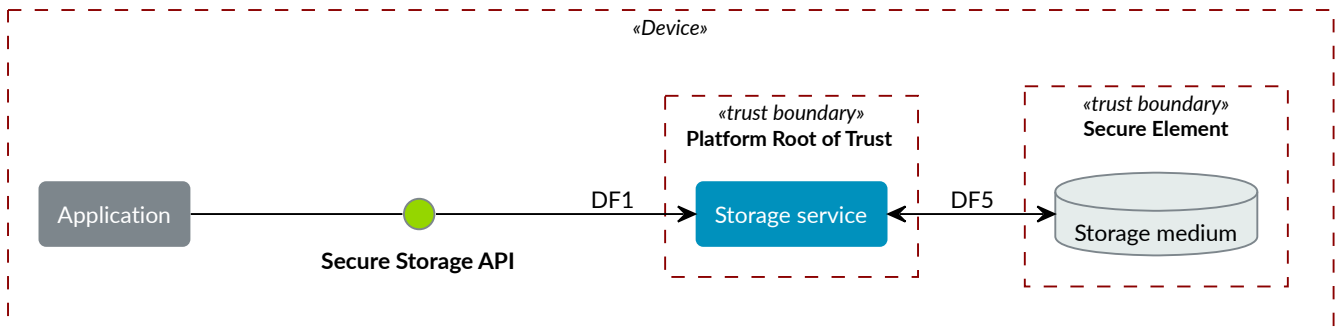 «Device»
«trust boundary»
Platform Root of Trust
«trust boundary»
Secure Element
Application
DF1
Storage service
DF5
Storage medium
Secure Storage API